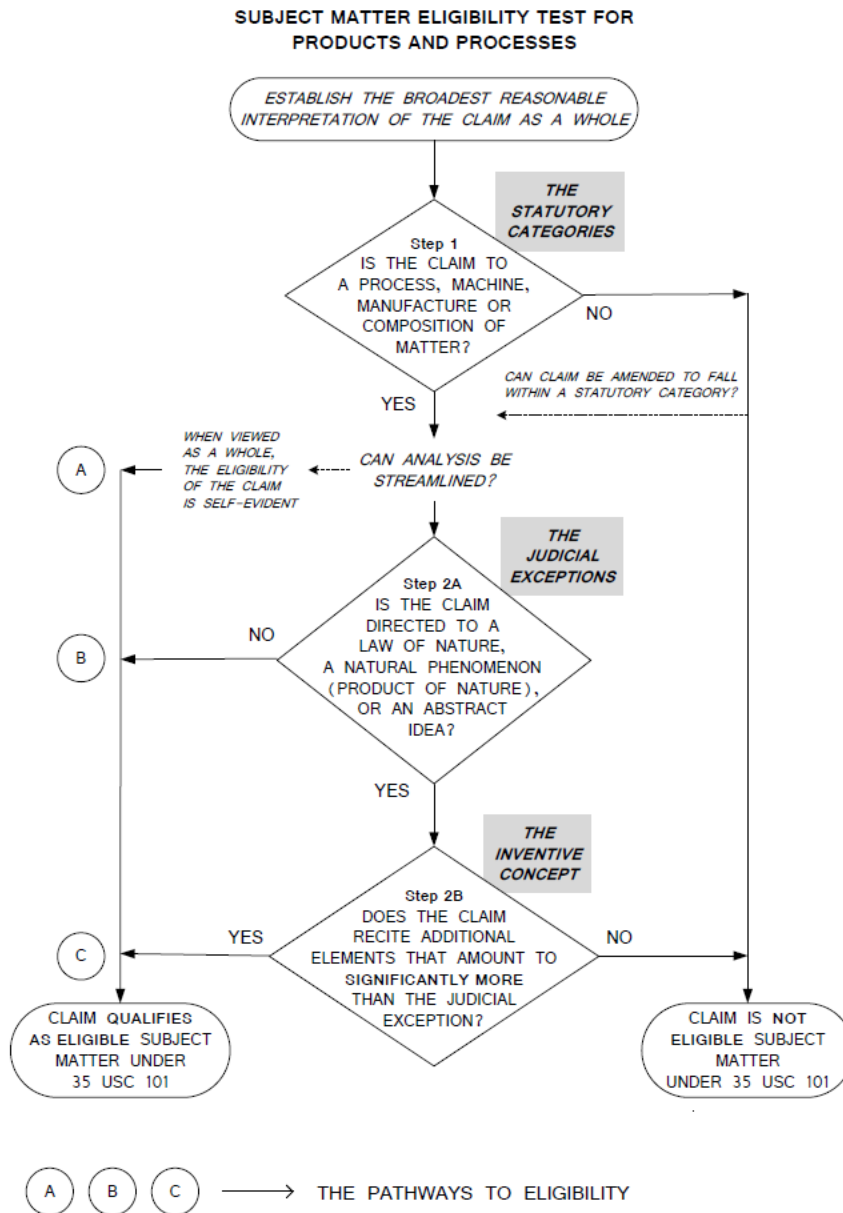 SUBJECT MATTER ELIGIBILITY TEST FOR
PRODUCTS AND PROCESSES
ESTABLISH THE BROADEST REASONABLE
INTERPRETATION OF THE CLAIM AS A WHOLE
THE
STATUTORY
CATEGORIES
Step 1
IS THE CLAIM TO
A PROCESS, MACHINE,
MANUFACTURE OR
COMPOSITION OF
MATTER?
NO
YES
CAN CLAIM BE AMENDED TO FALL
WITHIN A STATUTORY CATEGORY?
A
WHEN VIEWED
AS A WHOLE,
THE ELIGIBILITY
OF THE CLAIM
IS SELF-EVIDENT
CAN ANALYSIS BE
STREAMLINED?
THE
JUDICIAL
EXCEPTIONS
Step 2A
IS THE CLAIM
DIRECTED TO A
LAW OF NATURE,
A NATURAL PHENOMENON
(PRODUCT OF NATURE),
OR AN ABSTRACT
IDEA?
NO
B
YES
THE
INVENTIVE
CONCEPT
Step 2B
DOES THE CLAIM
RECITE ADDITIONAL
ELEMENTS THAT AMOUNT TO
SIGNIFICANTLY MORE
THAN THE JUDICIAL
EXCEPTION?
YES
NO
C
CLAIM QUALIFIES
AS ELIGIBLE SUBJECT
MATTER UNDER
35 USC 101
CLAIM IS NOT
ELIGIBLE SUBJECT
MATTER
UNDER 35 USC 101
A B C THE PATHWAYS TO ELIGIBILITY